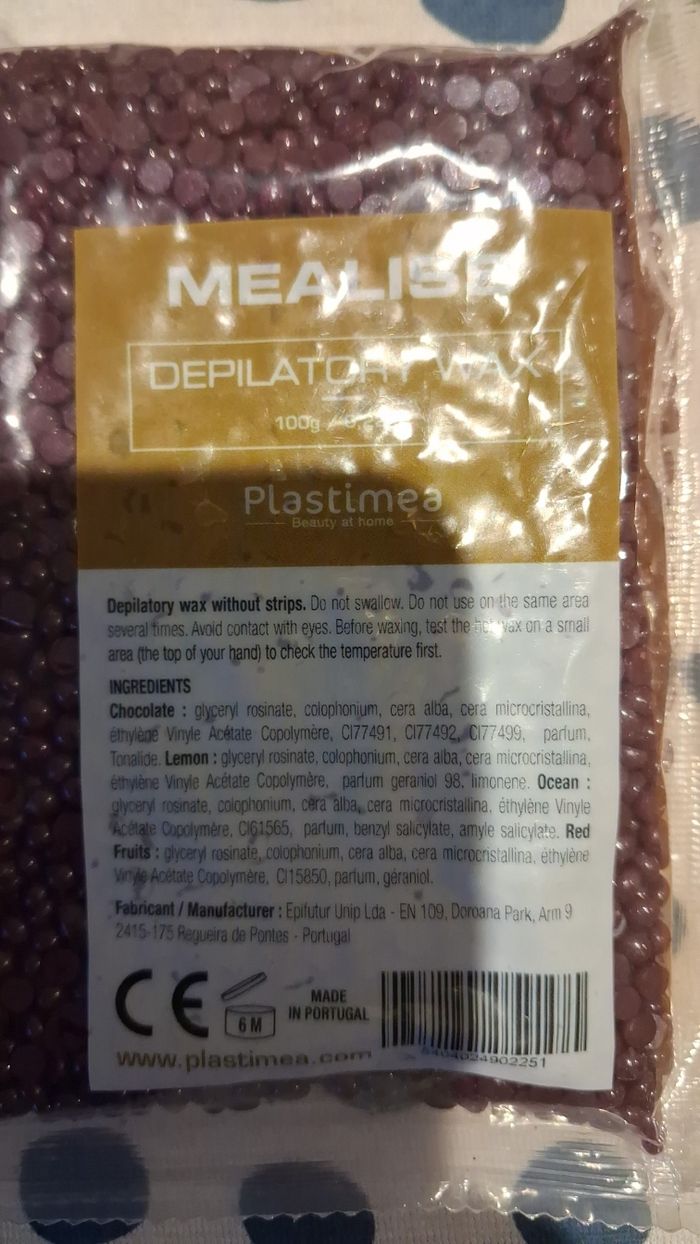 MEALISE
DEPILATORY WAX
100g
Plastimea
Beauty at home
Depilatory wax without strips. Do not swallow. Do not use on the same area
several times. Avoid contact with eyes. Before waxing, test the hot wax on a small
area (the top of your hand) to check the temperature first.
INGREDIENTS
Chocolate : glyceryl rosinate, colophonium, cera alba, cera microcristallina,
éthylène Vinyle Acétate Copolymère, CI77491, CI77492, CI77499, parfum,
Tonalide. Lemon : glyceryl rosinate, colophonium, cera alba, cera microcristallina,
éthylène Vinyle Acétate Copolymère, parfum geraniol 98, limonene. Ocean :
glyceryl rosinate, colophonium, cera alba, cera microcristallina, éthylène Vinyle
Acétate Copolymère, CI61565, parfum, benzyl salicylate, amyle salicylate. Red
Fruits : glyceryl rosinate, colophonium, cera alba, cera microcristallina, éthylène
Vinyle Acétate Copolymère, CI15850, parfum, géraniol.
Fabricant / Manufacturer : Epifutur Unip Lda - EN 109, Doroana Park, Arm 9
2415-175 Regueira de Pontes - Portugal
CE
6 M
MADE
IN PORTUGAL
www.plastimea.com
5404024902251